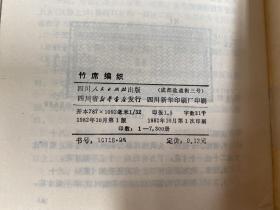 竹席编织
四川人民出版社出版 （成都盐道街三号）
四川省新华书店发行 四川新华印刷厂印刷
开本787×1092毫米1/32 印张1.5 字数21千
1982年10月第1版 1982年10月第1次印刷
印数：1—7,300册
书号：16118·94 定价：0.17元